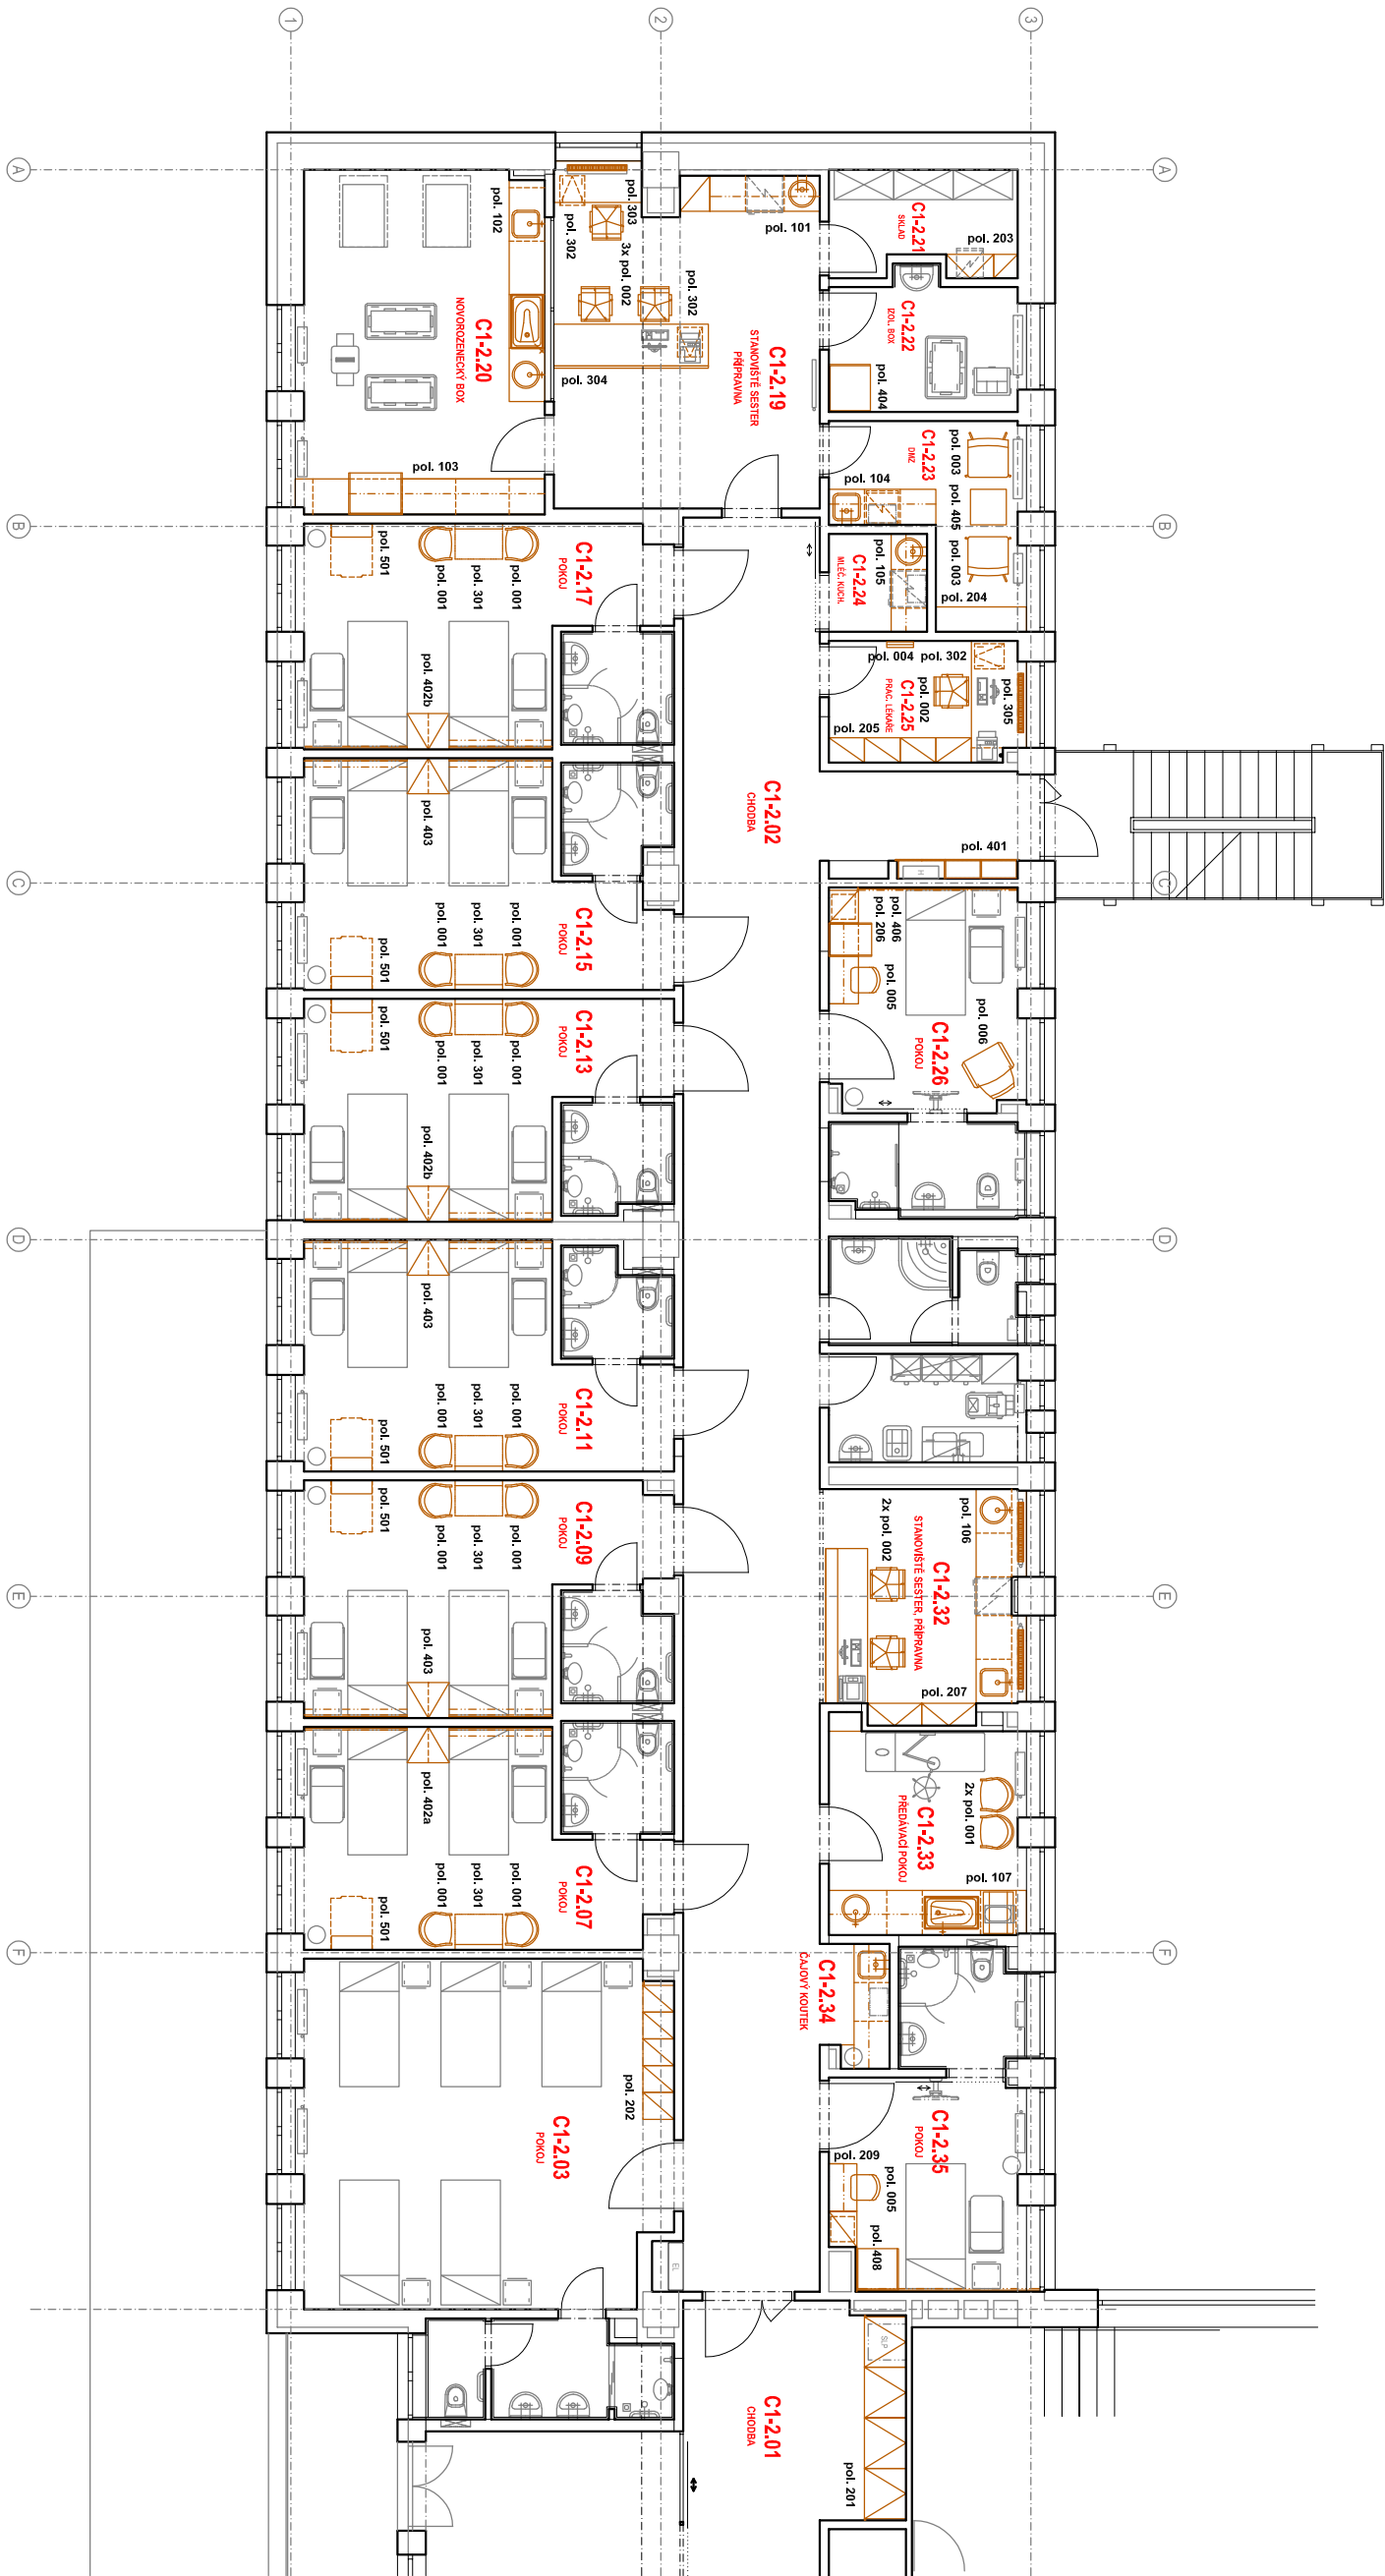 1
2
3
A
A
pol. 102
pol. 303
pol. 302
3x pol. 002
pol. 302
pol. 101
C1-2.21
SKLAD
pol. 203
C1-2.20
NOVOROZENECKÝ BOX
pol. 304
C1-2.19
STANOVIŠTĚ SESTER
PŘÍPRAVNA
C1-2.22
IZOL. BOX
pol. 404
pol. 103
C1-2.23
DMZ
pol. 003
pol. 104
pol. 405
pol. 003
B
B
pol. 501
pol. 001
pol. 301
pol. 001
C1-2.17
POKOJ
pol. 105
C1-2.24
MLÉČ. KUCH.
pol. 204
pol. 402b
pol. 004
pol. 302
pol. 002
C1-2.25
PRAC. LÉKAŘE
pol. 305
pol. 205
pol. 403
C1-2.02
CHODBA
pol. 401
H
C
C
pol. 501
pol. 001
pol. 301
pol. 001
C1-2.15
POKOJ
pol. 406
pol. 206
pol. 005
pol. 006
C1-2.26
POKOJ
pol. 501
pol. 001
pol. 301
pol. 001
C1-2.13
POKOJ
pol. 402b
D
D
pol. 403
pol. 501
pol. 001
pol. 301
pol. 001
C1-2.11
POKOJ
pol. 501
pol. 001
pol. 301
pol. 001
C1-2.09
POKOJ
2x pol. 002
pol. 106
C1-2.32
STANOVIŠTĚ SESTER, PŘÍPRAVNA
E
E
pol. 403
pol. 207
pol. 402a
2x pol. 001
C1-2.33
PŘEDÁVACÍ POKOJ
pol. 107
pol. 501
pol. 001
pol. 301
pol. 001
C1-2.07
POKOJ
F
F
C1-2.34
ČAJOVÝ KOUTEK
pol. 202
C1-2.03
POKOJ
C1-2.35
POKOJ
pol. 209
pol. 005
pol. 408
EL
SLP
C1-2.01
CHODBA
pol. 201